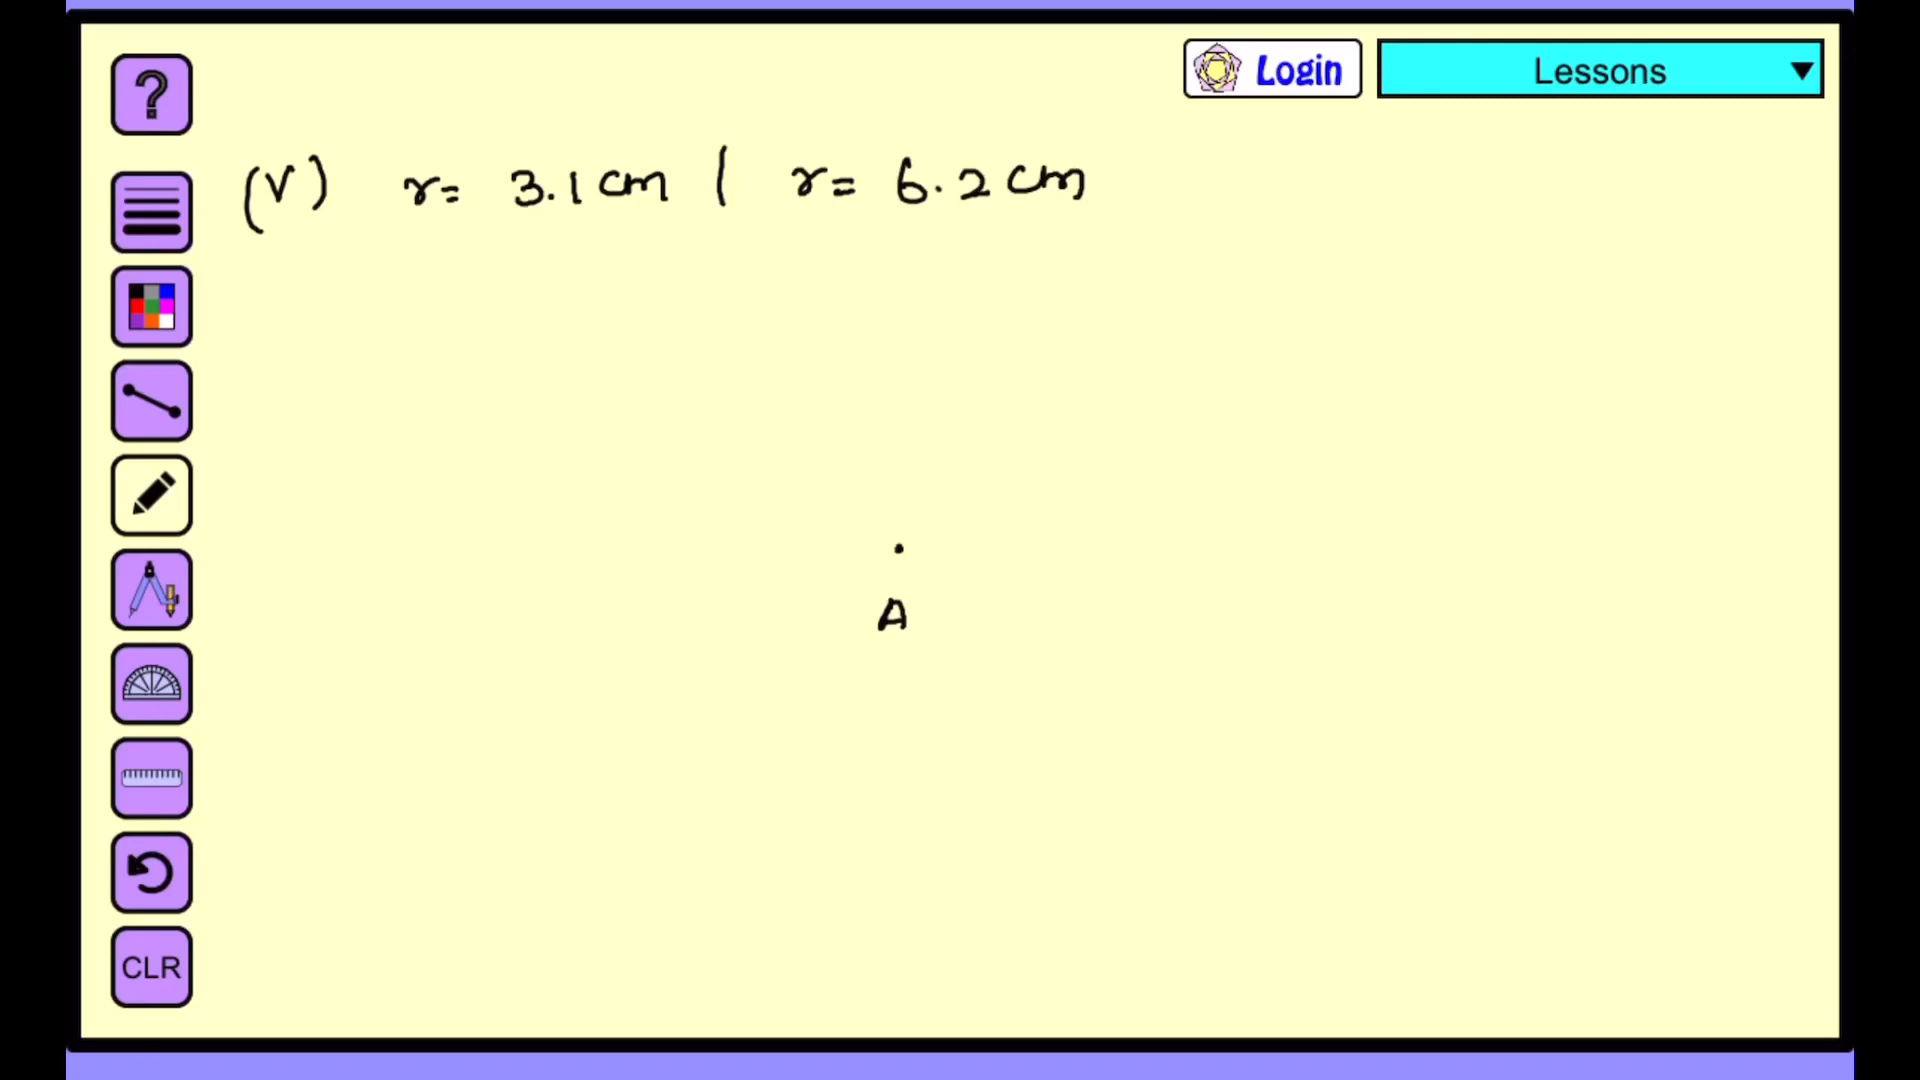 ?
Login
Lessons
(V) r= 3.1 cm | r= 6.2 cm
A
CLR